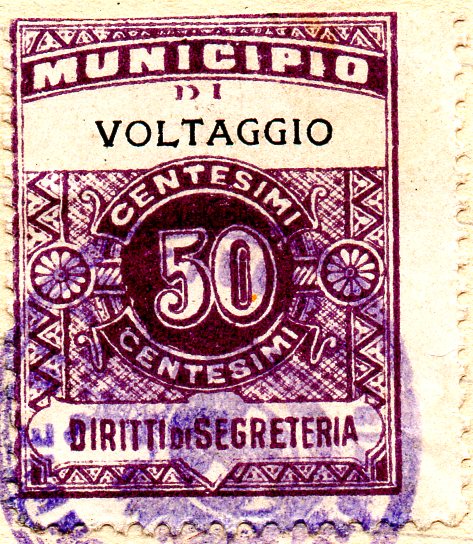 MUNICIPIO
DI
VOLTAGGIO
CENTESIMI
50
CENTESIMI
DIRITTI DI SEGRETERIA